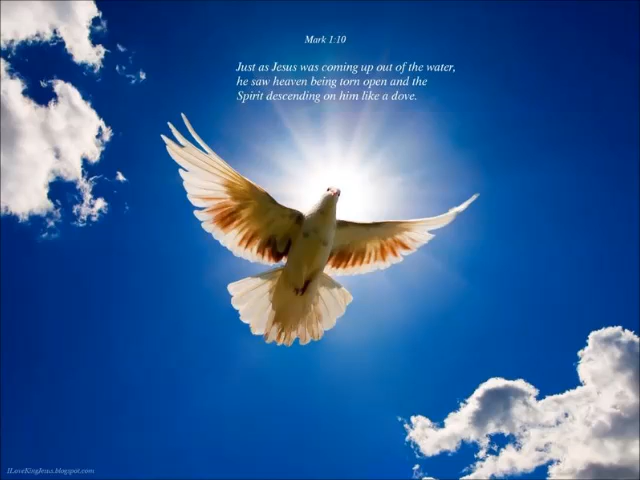 Mark 1:10
Just as Jesus was coming up out of the water,
he saw heaven being torn open and the
Spirit descending on him like a dove.
ILoveKingJesus.blogspot.com